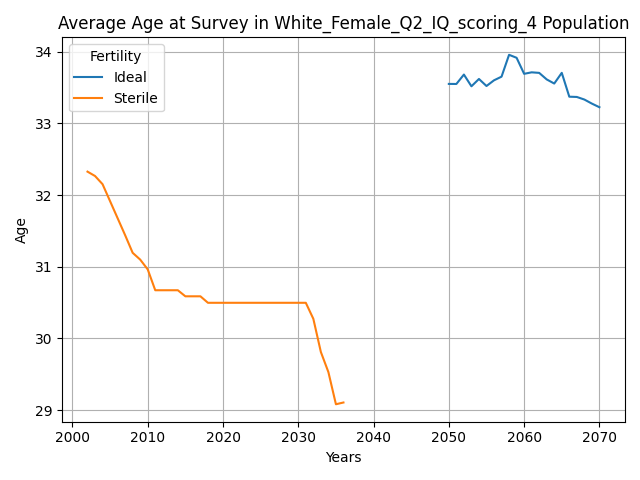 Average Age at Survey in White_Female_Q2_IQ_scoring_4 Population
Fertility
Ideal
Sterile
34
33
32
31
30
29
Age
2000 2010 2020 2030 2040 2050 2060 2070
Years